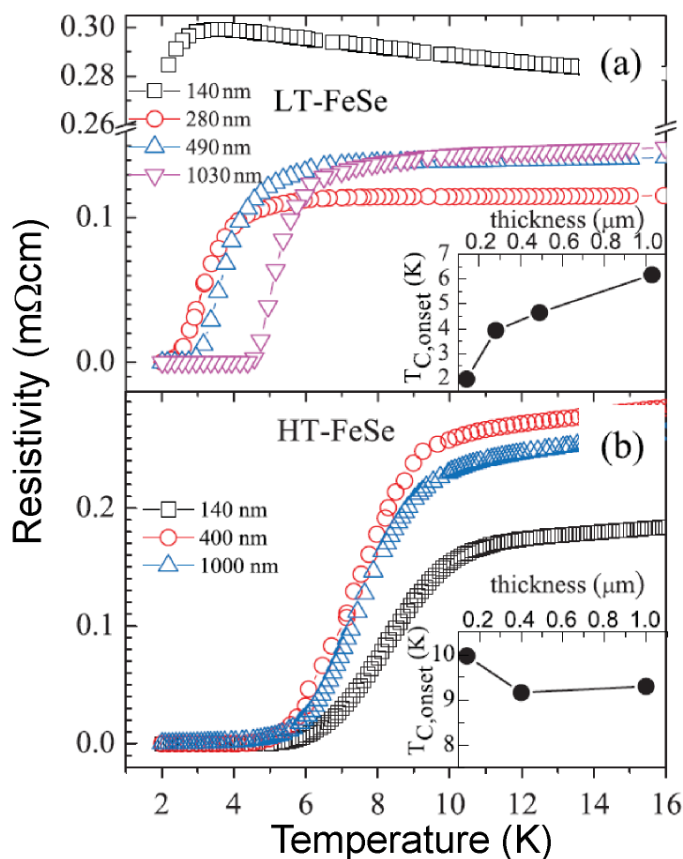 Resistivity (mΩcm)
0.30
0.28
0.26
0.1
0.0
(a)
LT-FeSe
140 nm
280 nm
490 nm
1030 nm
thickness (μm)
0.2 0.4 0.6 0.8 1.0
T_C,onset (K)
7
6
5
4
3
2
0.2
0.1
0.0
HT-FeSe
(b)
140 nm
400 nm
1000 nm
thickness (μm)
0.2 0.4 0.6 0.8 1.0
T_C,onset (K)
10
9
8
2 4 6 8 10 12 14 16
Temperature (K)